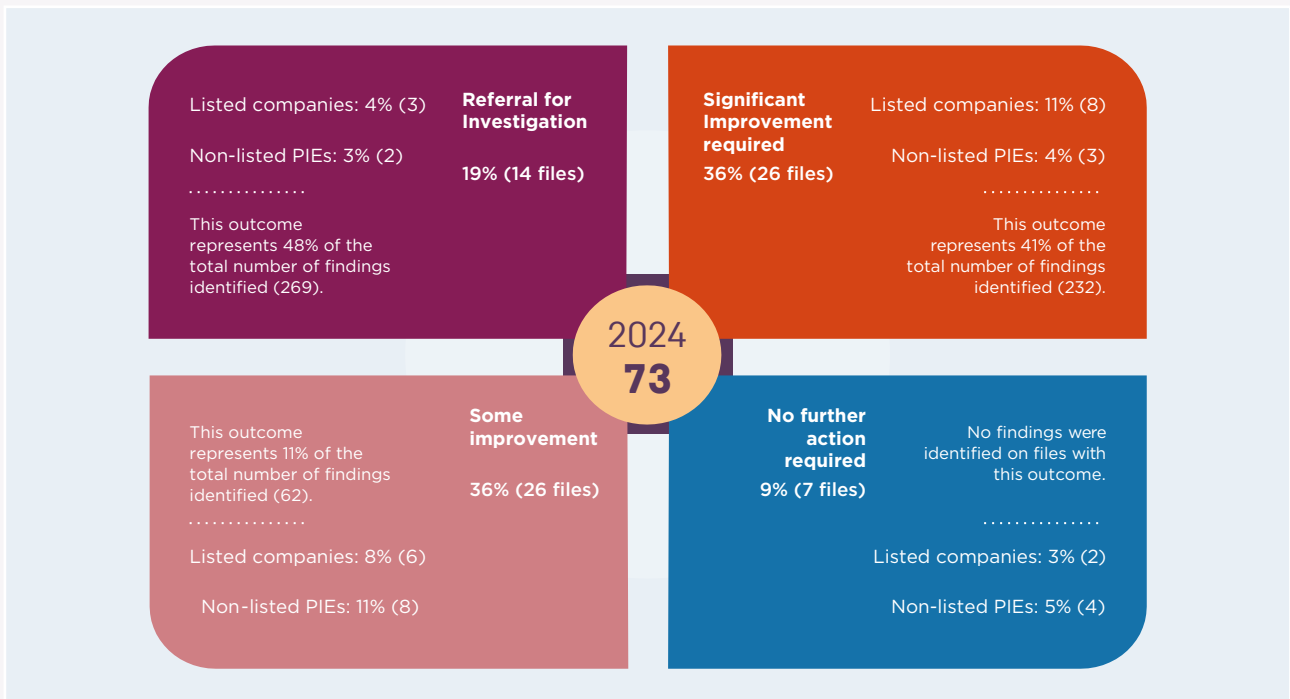 Listed companies: 4% (3)
Non-listed PIEs: 3% (2)
...............
This outcome
represents 48% of the
total number of findings
identified (269).
Referral for
Investigation
19% (14 files)
Significant
Improvement
required
36% (26 files)
Listed companies: 11% (8)
Non-listed PIEs: 4% (3)
...............
This outcome
represents 41% of the
total number of findings
identified (232).
2024
73
This outcome
represents 11% of the
total number of findings
identified (62).
...............
Listed companies: 8% (6)
Non-listed PIEs: 11% (8)
Some
improvement
36% (26 files)
No further
action
required
9% (7 files)
No findings were
identified on files with
this outcome.
...............
Listed companies: 3% (2)
Non-listed PIEs: 5% (4)